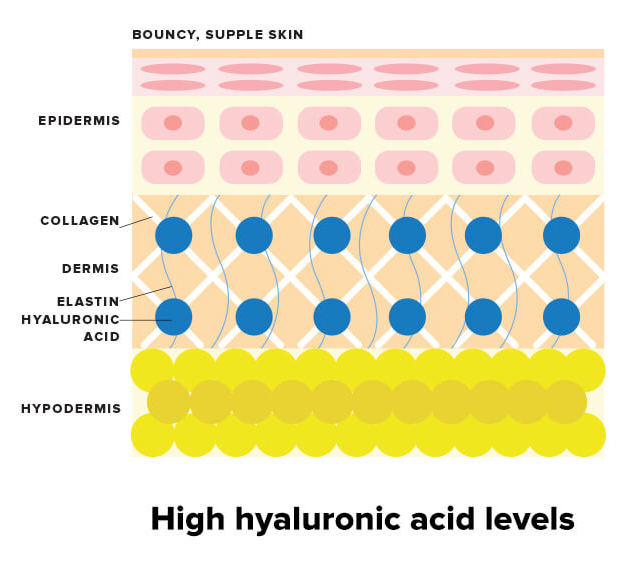 BOUNCY, SUPPLE SKIN
EPIDERMIS
COLLAGEN
DERMIS
ELASTIN
HYALURONIC
ACID
HYPODERMIS
High hyaluronic acid levels